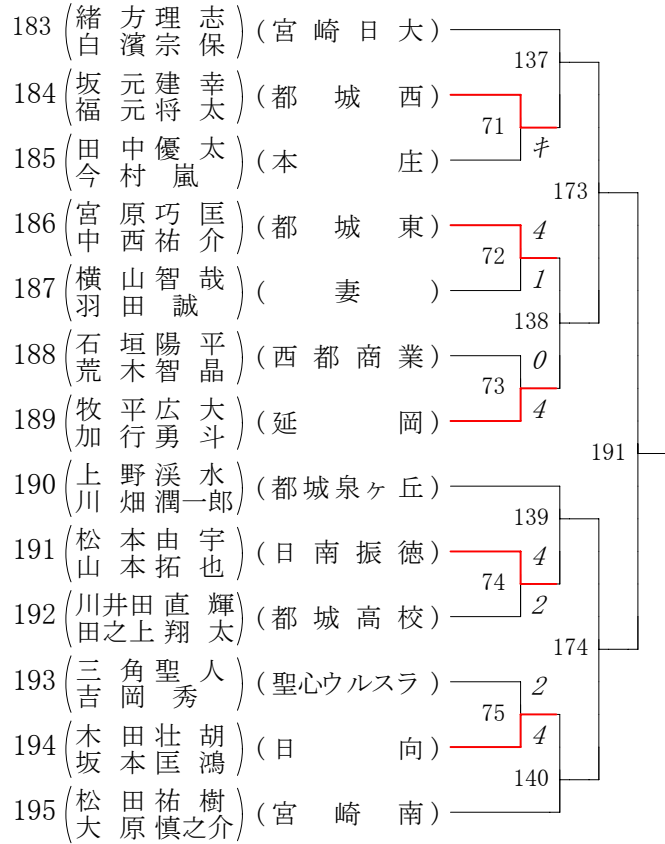 183 緒方理志 (宮崎日大)
白濱宗保
137
184 坂元建幸 (都城西)
福元将太
71
キ
185 田中優太 (本庄)
今村嵐
173
186 宮原巧匡 (都城東) 4
中西祐介
72
187 横山智哉 (妻) 1
羽田誠
138
188 石垣陽平 (西都商業) 0
荒木智晶
73
189 牧平広大 (延岡) 4
加行勇斗
191
190 上野渓水 (都城泉ヶ丘)
川畑潤一郎
139
191 松本由宇 (日南振徳) 4
山本拓也
74
192 川井田直輝 (都城高校) 2
田之上翔太
174
193 三角聖人 (聖心ウルスラ) 2
吉岡秀
75
194 木田壮胡 (日向) 4
坂本匡鴻
140
195 松田祐樹 (宮崎南)
大原慎之介